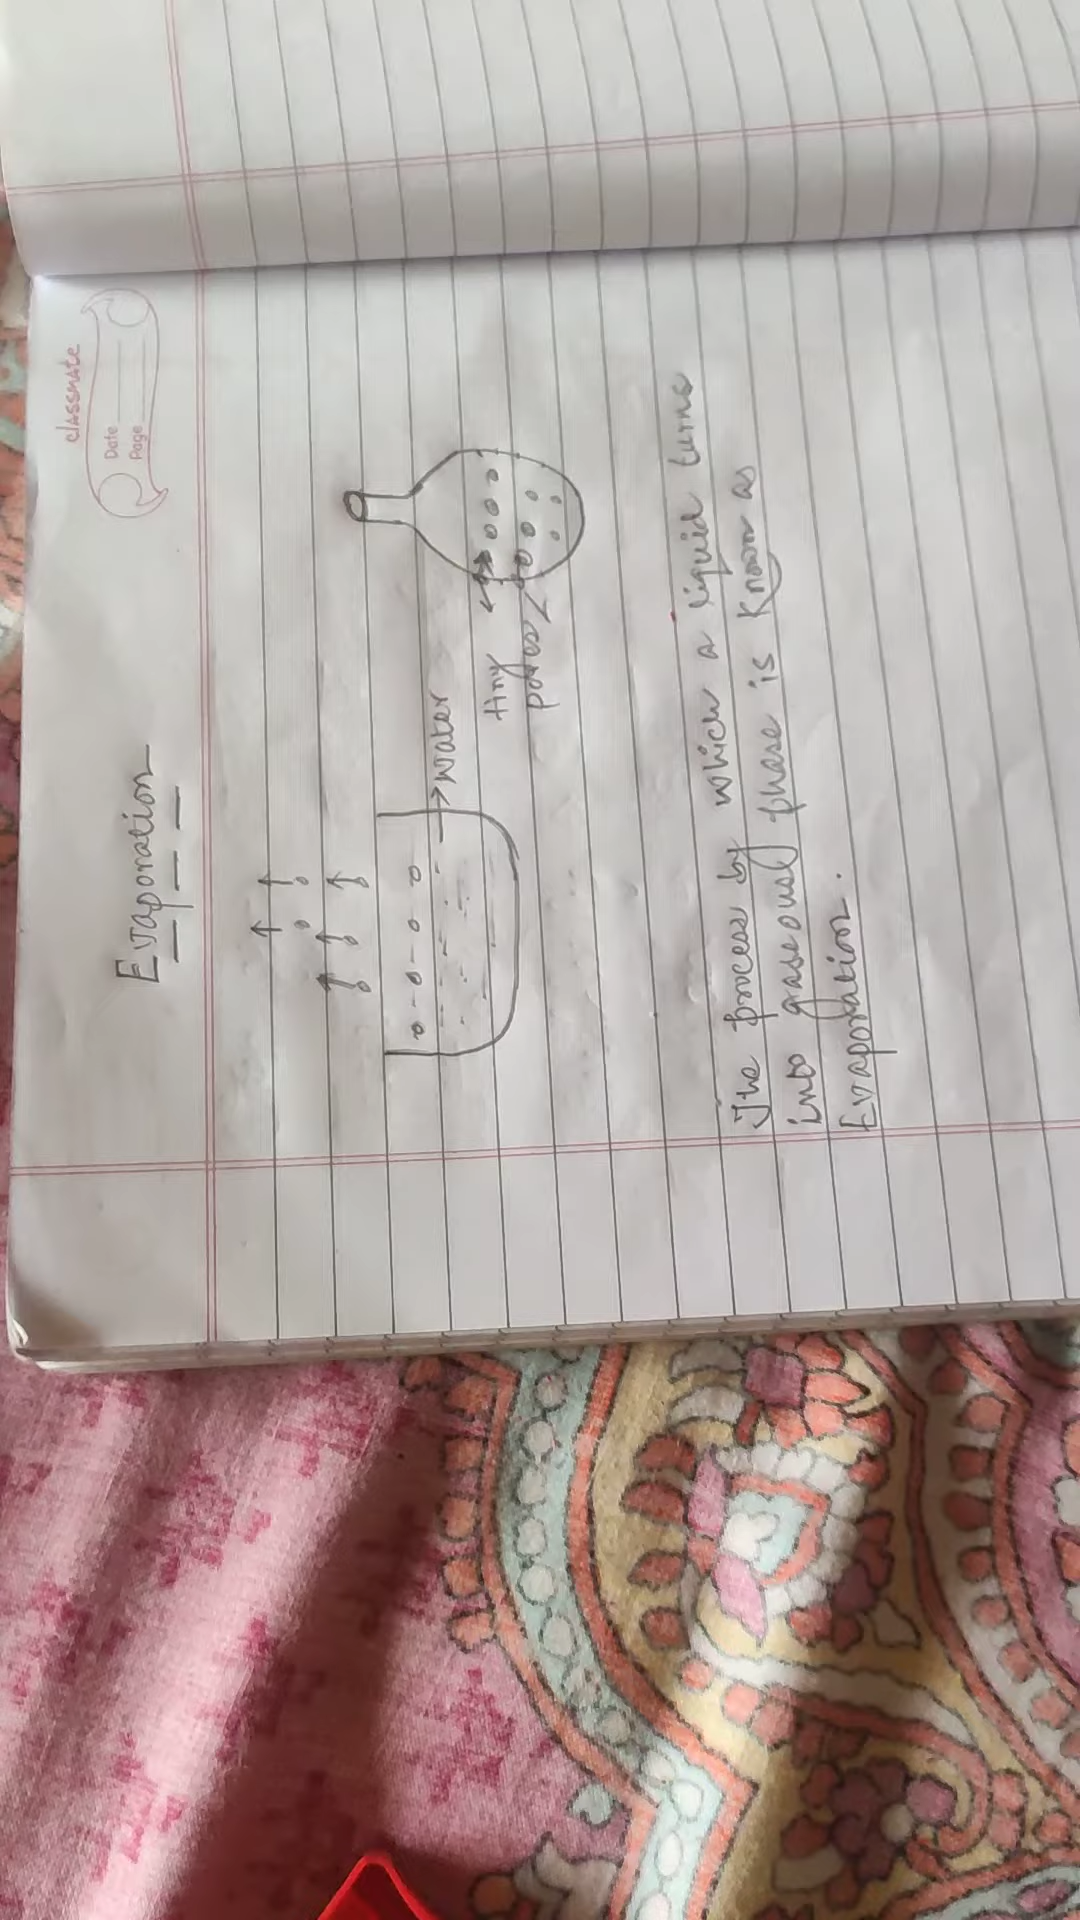 classmate
Date
Page
Evaporation
→ water
tiny
pores
The process by which a liquid turns
into gaseously phase is known as
Evaporation.